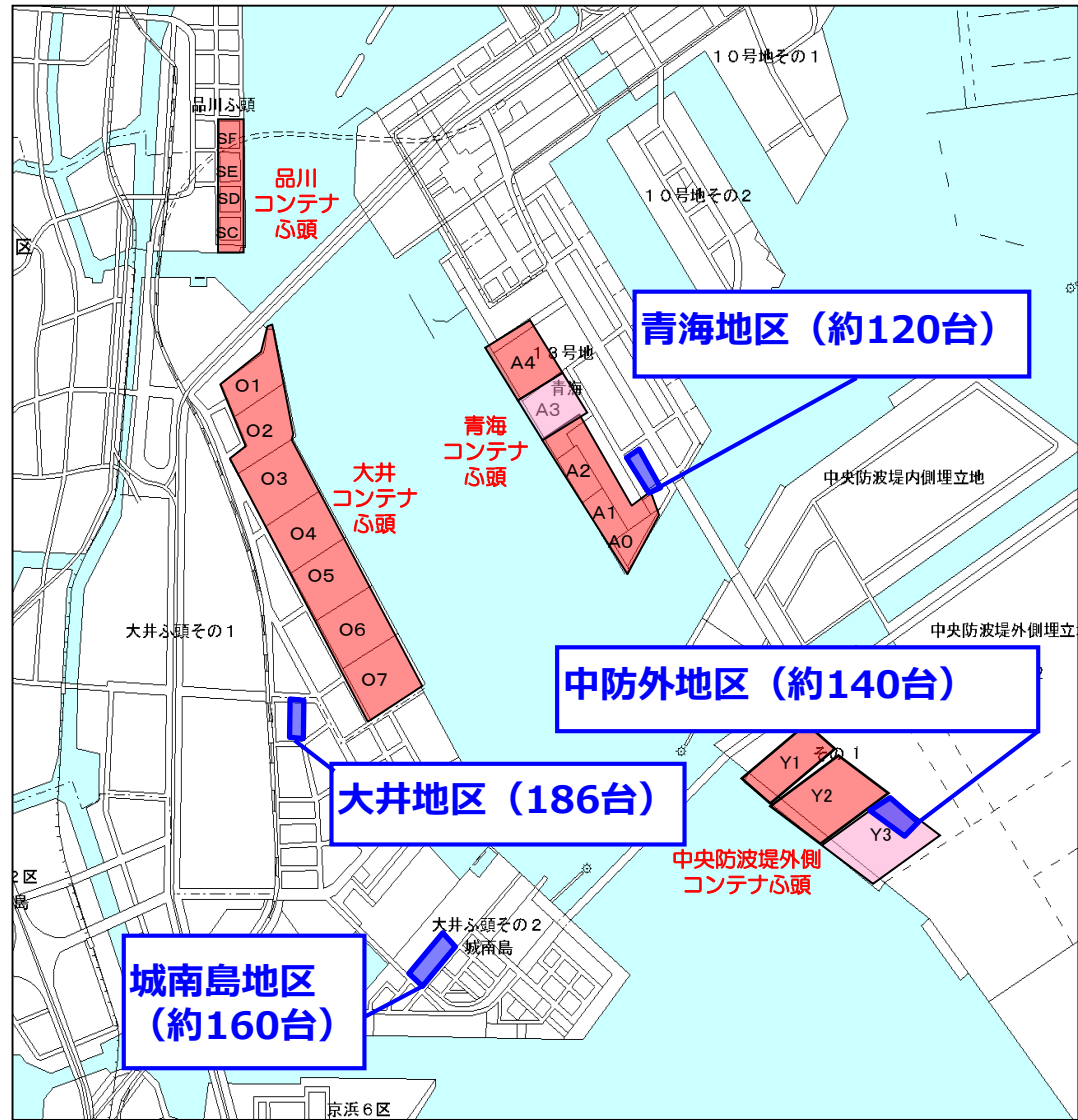 １０号地その１
品川ふ頭
SF
SE
SD
SC
品川
コンテナ
ふ頭
１０号地その２
区
青海地区（約120台）
A4
１３号地
青海
A3
O1
O2
O3
O4
O5
O6
O7
大井
コンテナ
ふ頭
青海
コンテナ
ふ頭
A2
A1
A0
中央防波堤内側埋立地
大井ふ頭その１
中央防波堤外側埋立
中防外地区（約140台）
２
その１
Y1
Y2
Y3
大井地区（186台）
中央防波堤外側
コンテナふ頭
２区
島
大井ふ頭その２
城南島
城南島地区
（約160台）
京浜６区